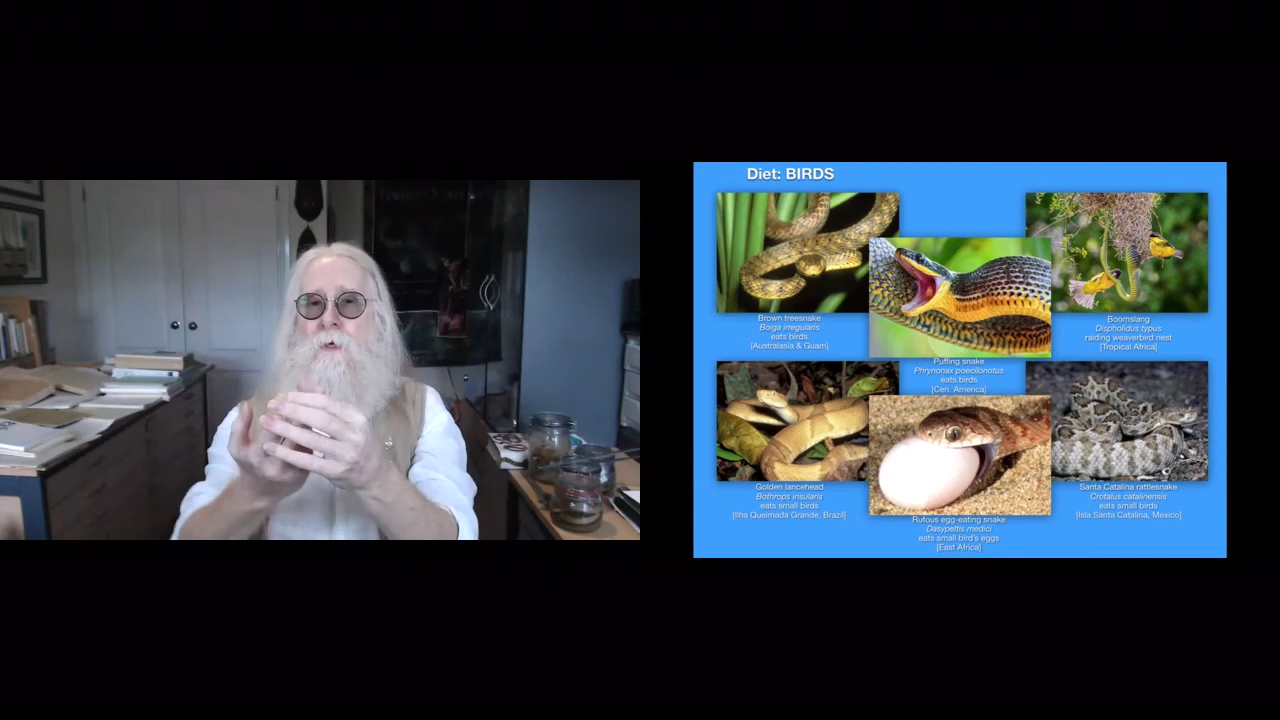 Diet: BIRDS
Brown treesnake
Boiga irregularis
eats birds
[Australasia & Guam]
Puffing snake
Phrynonax poecilonotus
eats birds
[Cen. America]
Boomslang
Dispholidus typus
raiding weaverbird nest
[Tropical Africa]
Golden lancehead
Bothrops insularis
eats small birds
[Ilha Queimada Grande, Brazil]
Rufous egg-eating snake
Dasypeltis medici
eats small bird's eggs
[East Africa]
Santa Catalina rattlesnake
Crotalus catalinensis
eats small birds
[Isla Santa Catalina, Mexico]